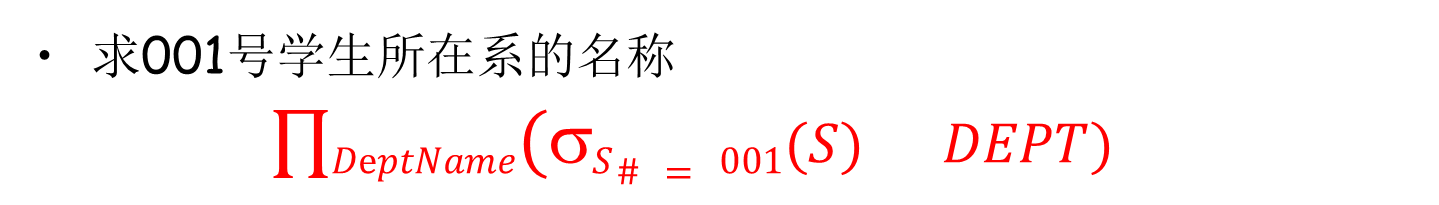 • 求001号学生所在系的名称
∏DeptName(σS# = 001(S) DEPT)